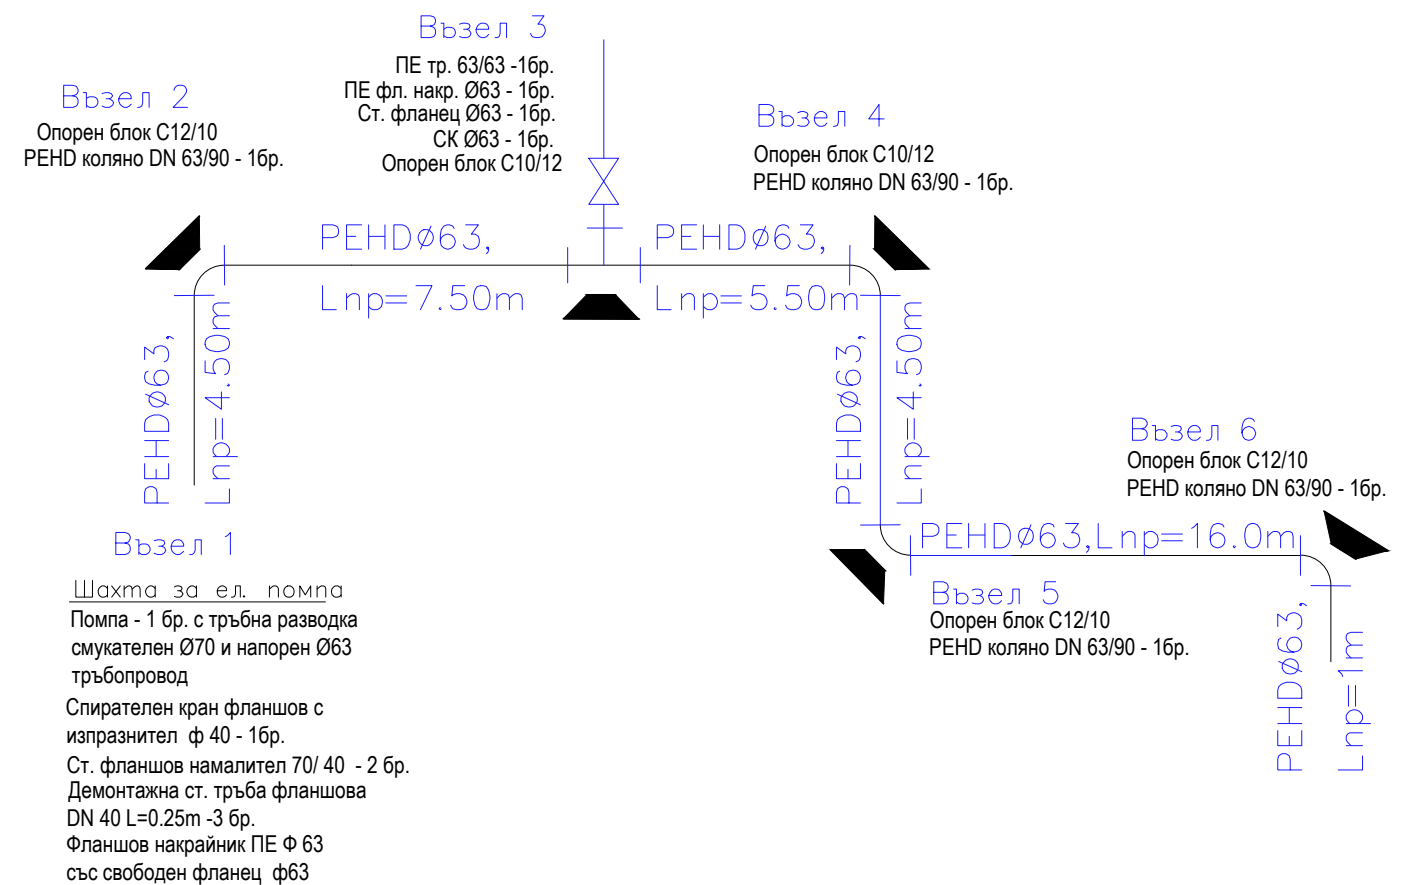 Възел 3
ПЕ тр. 63/63 -1бр.
ПЕ фл. накр. Ø63 - 1бр.
Ст. фланец Ø63 - 1бр.
СК Ø63 - 1бр.
Опорен блок С10/12
Възел 2
Опорен блок С12/10
PEHD коляно DN 63/90 - 1бр.
Възел 4
Опорен блок С10/12
PEHD коляно DN 63/90 - 1бр.
PEHDø63,
Lпр=7.50m
PEHDø63,
Lпр=5.50m
PEHDø63,
Lпр=4.50m
PEHDø63,
Lпр=4.50m
Възел 6
Опорен блок С12/10
PEHD коляно DN 63/90 - 1бр.
PEHDø63,Lпр=16.0m
Възел 5
Опорен блок С12/10
PEHD коляно DN 63/90 - 1бр.
PEHDø63,
Lпр=1m
Възел 1
Шахта за ел. помпа
Помпа - 1 бр. с тръбна разводка
смукателен Ø70 и напорен Ø63
тръбопровод
Спирателен кран фланшов с
изпразнител ф 40 - 1бр.
Ст. фланшов намалител 70/ 40 - 2 бр.
Демонтажна ст. тръба фланшова
DN 40 L=0.25m -3 бр.
Фланшов накрайник ПЕ Ф 63
със свободен фланец ф63